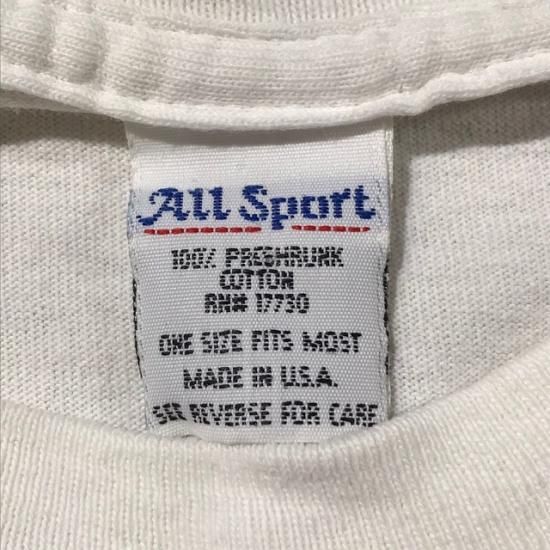 All Sport
100% PRESHRUNK
COTTON
RN# 17730
ONE SIZE FITS MOST
MADE IN U.S.A.
SEE REVERSE FOR CARE